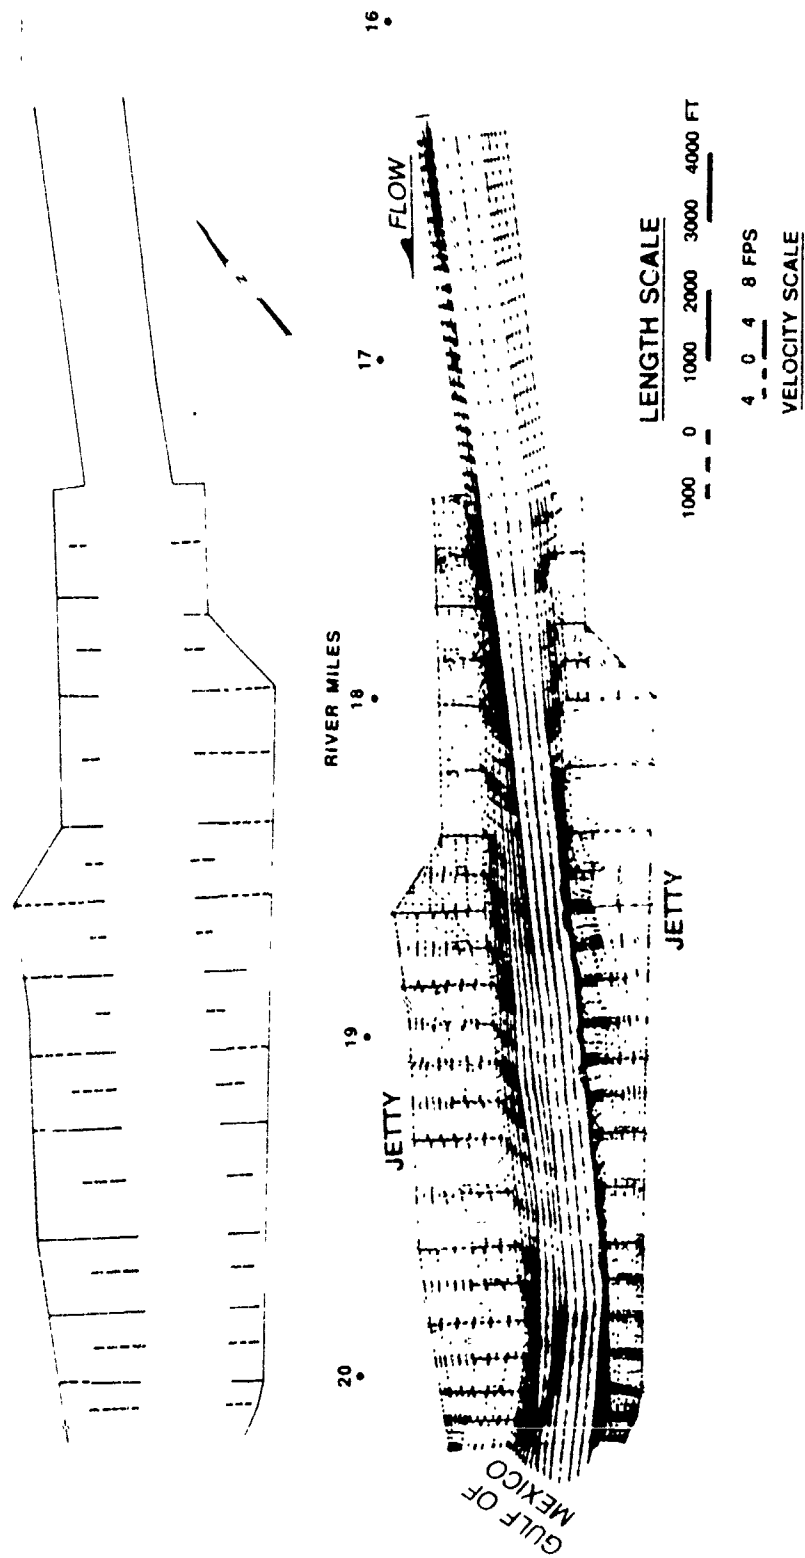 16
FLOW
17
N
RIVER MILES
18
19
20
JETTY
JETTY
GULF OF
MEXICO
LENGTH SCALE
1000 0 1000 2000 3000 4000 FT
4 0 4 8 FPS
VELOCITY SCALE